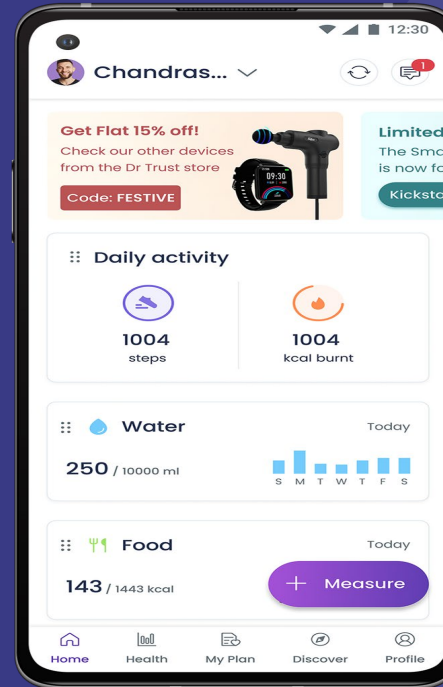 12:30
Chandras...
1
Get Flat 15% off!
Check our other devices
from the Dr Trust store
Code: FESTIVE
09:30
Limited
The Sma
is now fo
Kicksta
Daily activity
1004
steps
1004
kcal burnt
Water
Today
250 / 10000 ml
S M T W T F S
Food
Today
143 / 1443 kcal
+ Measure
Home
Health
My Plan
Discover
Profile